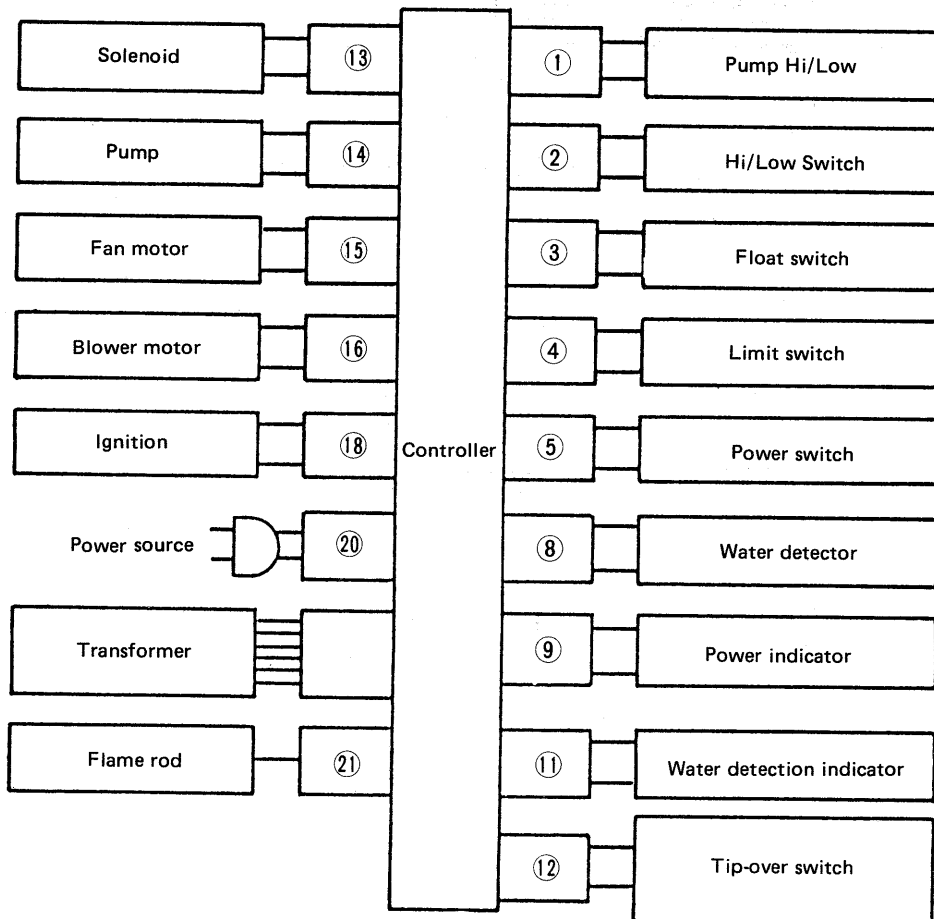 Solenoid ⑬ ① Pump Hi/Low
Pump ⑭ ② Hi/Low Switch
Fan motor ⑮ ③ Float switch
Blower motor ⑯ ④ Limit switch
Ignition ⑱ Controller ⑤ Power switch
Power source ⑳ ⑧ Water detector
Transformer ⑨ Power indicator
Flame rod ㉑ ⑪ Water detection indicator
⑫ Tip-over switch